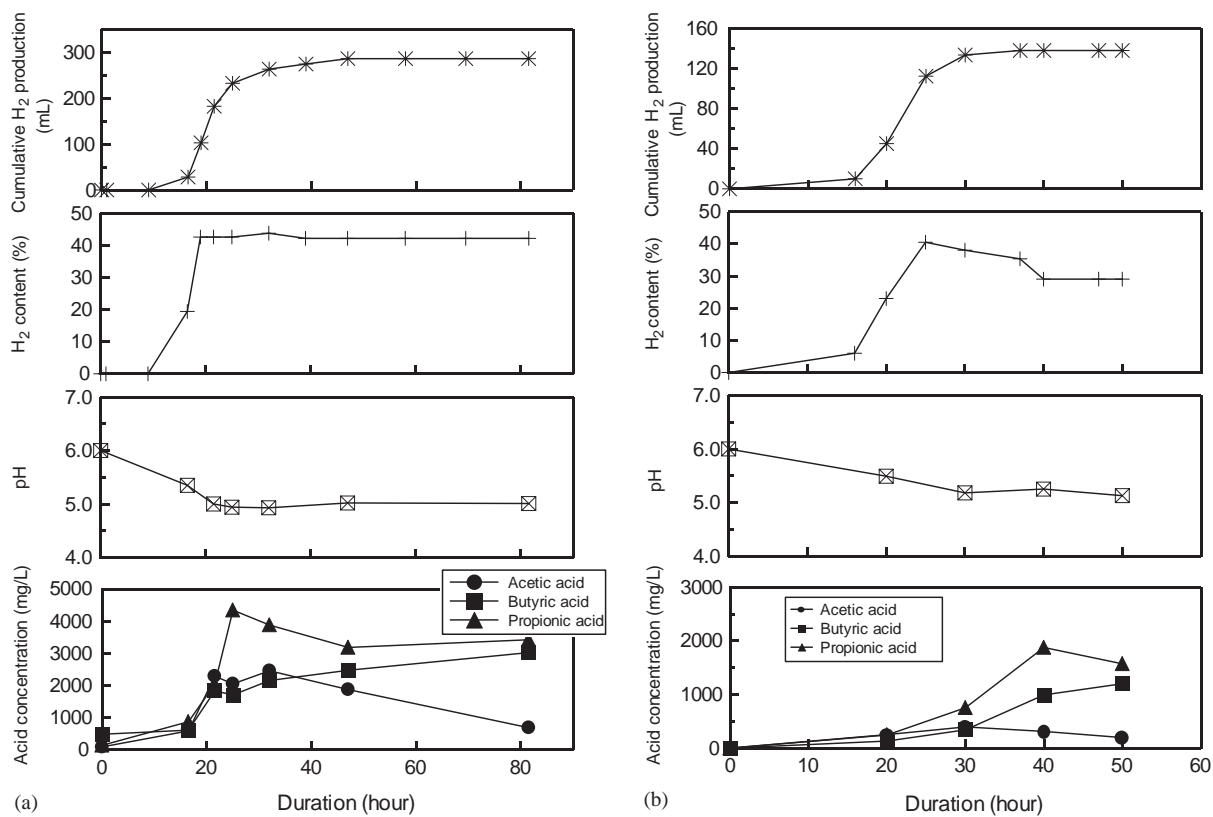 Cumulative H2 production
(mL)
300
200
100
0
H2 content (%)
50
40
30
20
10
0
pH
7.0
6.0
5.0
4.0
Acid concentration (mg/L)
5000
4000
3000
2000
1000
0
Acetic acid
Butyric acid
Propionic acid
0
20
40
60
80
Duration (hour)
(a)
Cumulative H2 production
(mL)
160
120
80
40
0
H2 content (%)
50
40
30
20
10
0
pH
7.0
6.0
5.0
4.0
Acid concentration (mg/L)
3000
2000
1000
0
Acetic acid
Butyric acid
Propionic acid
0
10
20
30
40
50
60
Duration (hour)
(b)